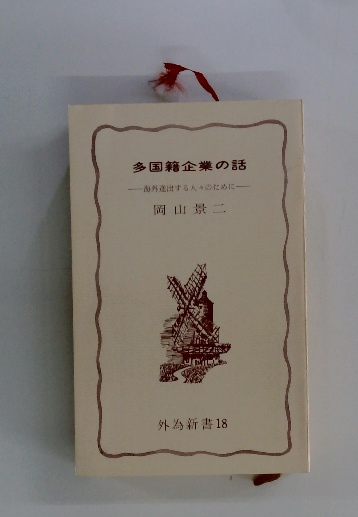 多国籍企業の話
──海外進出する人々のために──
岡山景二
外為新書18